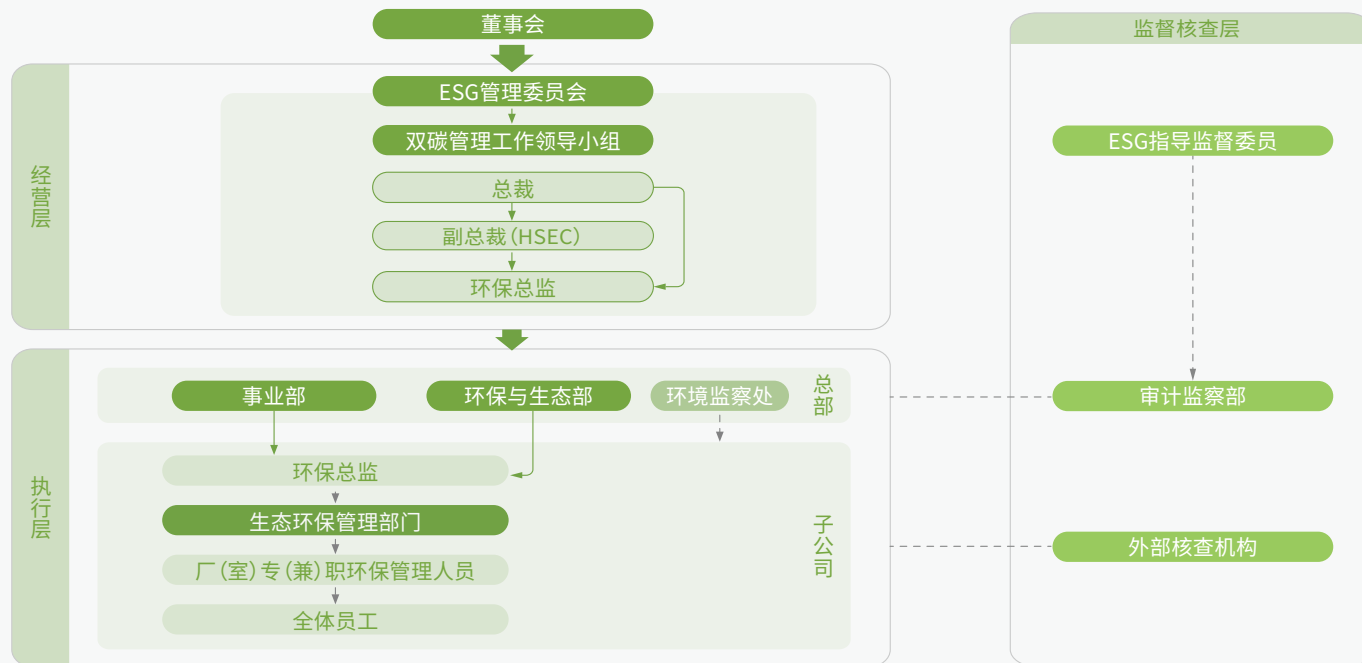 董事会
经营层
ESG管理委员会
双碳管理工作领导小组
总裁
副总裁(HSEC)
环保总监
执行层
事业部
环保与生态部
环境监察处
总部
环保总监
生态环保管理部门
厂(室)专(兼)职环保管理人员
全体员工
子公司
监督核查层
ESG指导监督委员
审计监察部
外部核查机构